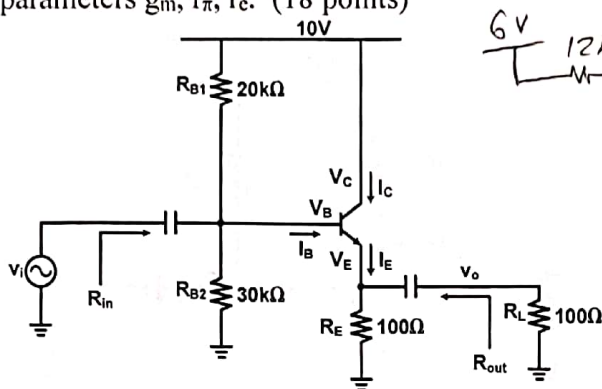 parameters gm, rπ, re. (18 points)
10V
6V
RB1 20kΩ
VC IC
VB
IB
VE IE
vi
Rin
RB2 30kΩ
RE 100Ω
vo
RL 100Ω
Rout